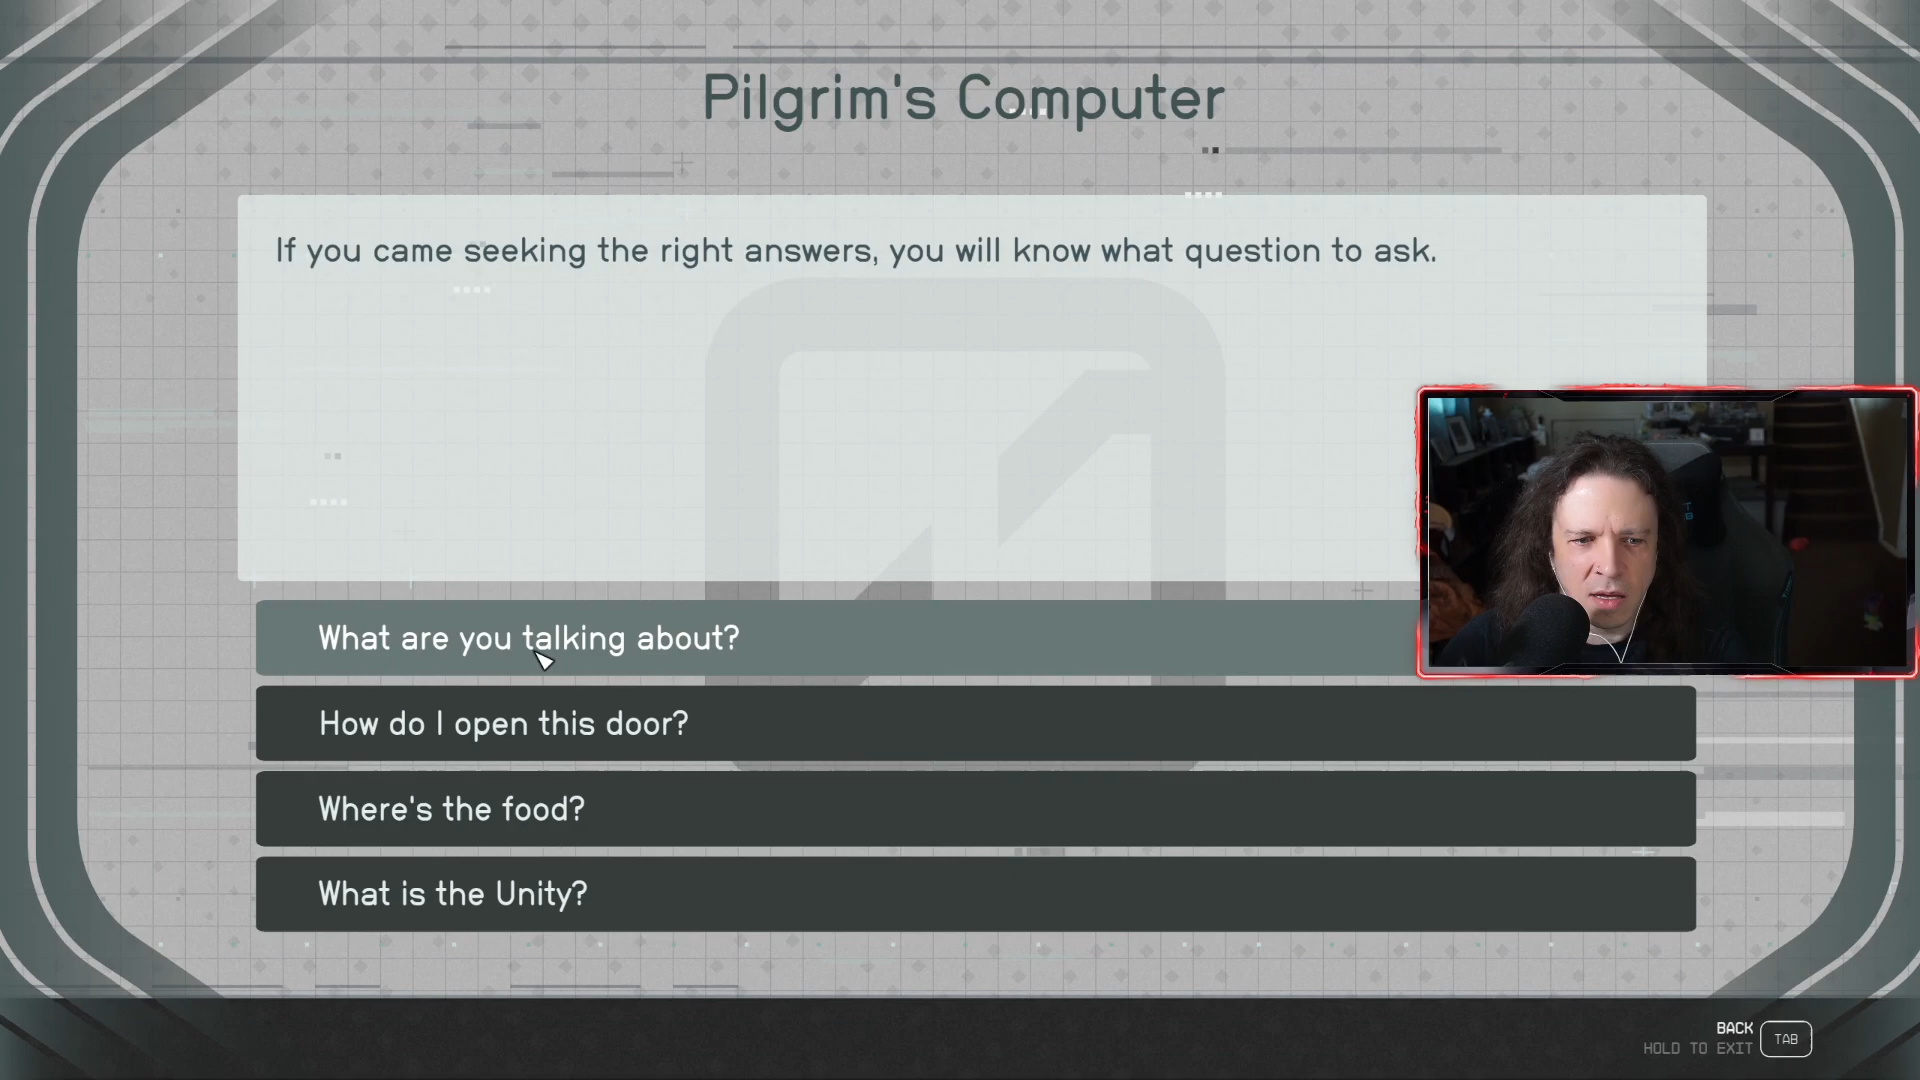 Pilgrim's Computer
If you came seeking the right answers, you will know what question to ask.
What are you talking about?
How do I open this door?
Where's the food?
What is the Unity?
BACK
HOLD TO EXIT
TAB